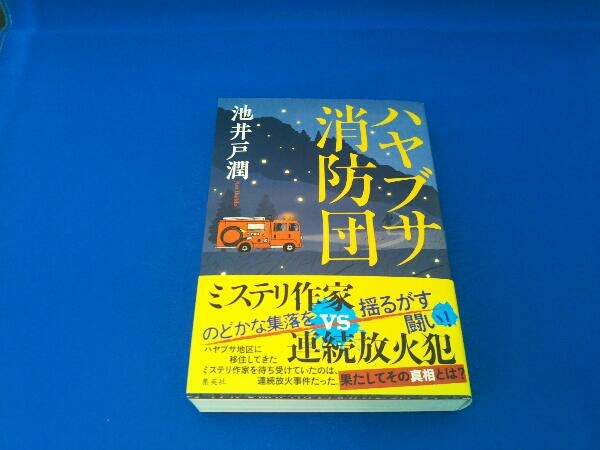 ハヤブサ
消防団
池井戸潤
ミステリ作家
VS
連続放火犯
のどかな集落を
揺るがす
闘い
ハヤブサ地区に
移住してきた
ミステリ作家を待ち受けていたのは、
連続放火事件だった。
果たしてその真相とは?
集英社